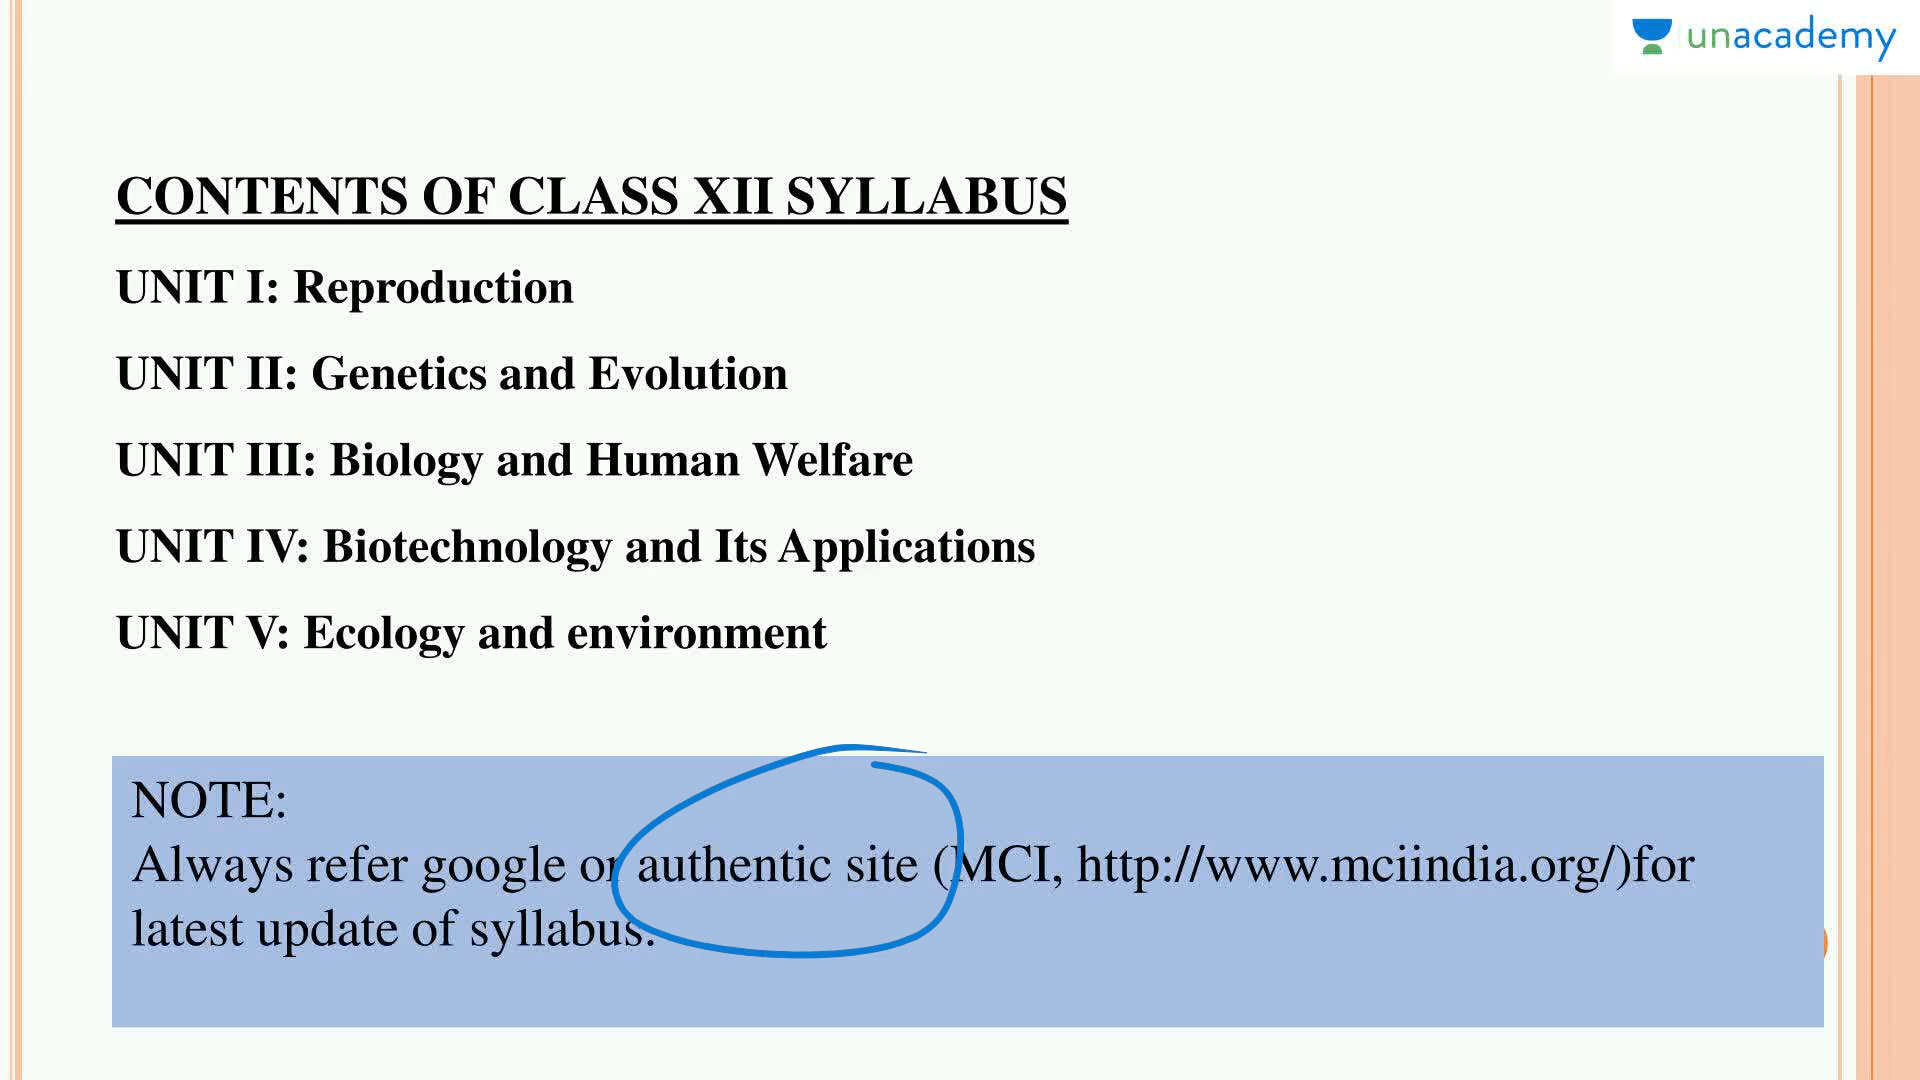 unacademy
CONTENTS OF CLASS XII SYLLABUS
UNIT I: Reproduction
UNIT II: Genetics and Evolution
UNIT III: Biology and Human Welfare
UNIT IV: Biotechnology and Its Applications
UNIT V: Ecology and environment
NOTE:
Always refer google or authentic site (MCI, http://www.mciindia.org/)for
latest update of syllabus.